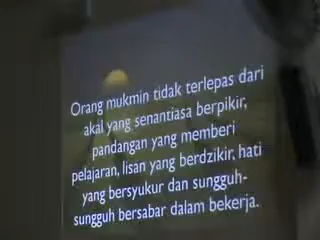 Orang mukmin tidak terlepas dari
akal yang senantiasa berpikir,
pandangan yang memberi
pelajaran, lisan yang berdzikir, hati
yang bersyukur dan sungguh-
sungguh bersabar dalam bekerja.